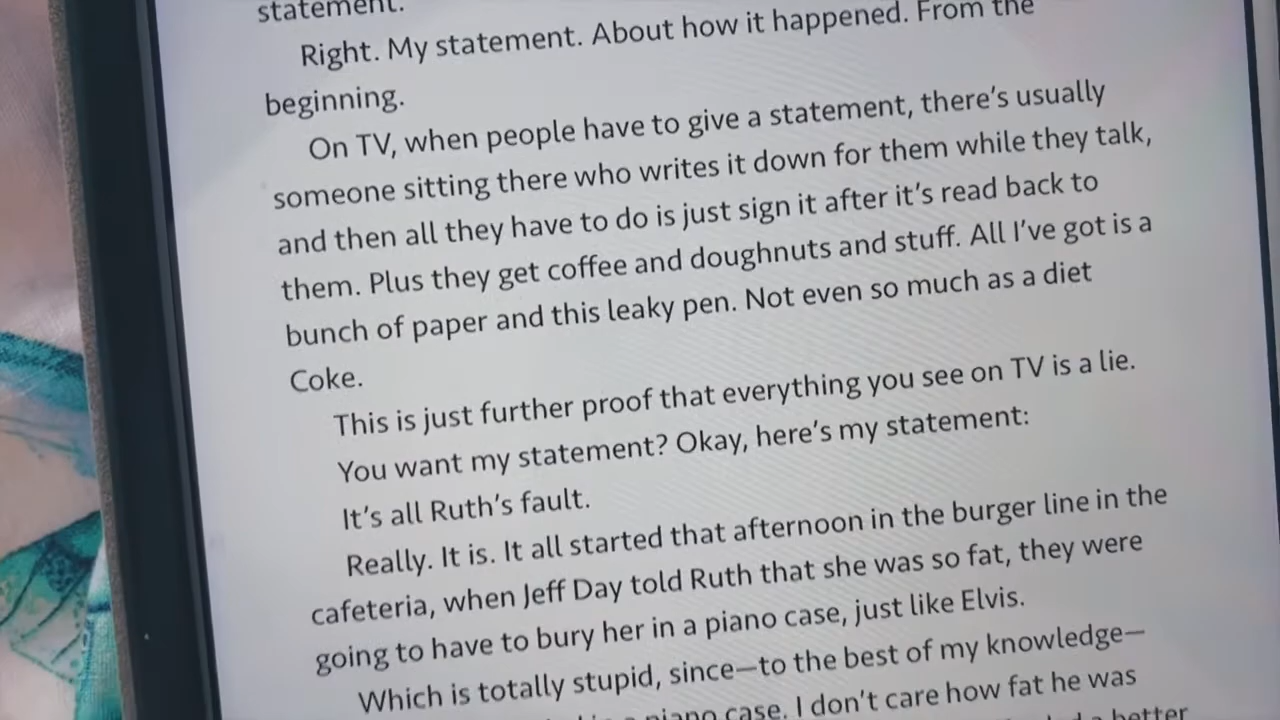 statement.
Right. My statement. About how it happened. From the
beginning.
On TV, when people have to give a statement, there's usually
someone sitting there who writes it down for them while they talk,
and then all they have to do is just sign it after it's read back to
them. Plus they get coffee and doughnuts and stuff. All I've got is a
bunch of paper and this leaky pen. Not even so much as a diet
Coke.
This is just further proof that everything you see on TV is a lie.
You want my statement? Okay, here's my statement:
It's all Ruth's fault.
Really. It is. It all started that afternoon in the burger line in the
cafeteria, when Jeff Day told Ruth that she was so fat, they were
going to have to bury her in a piano case, just like Elvis.
Which is totally stupid, since—to the best of my knowledge—
piano case. I don't care how fat he was
a better